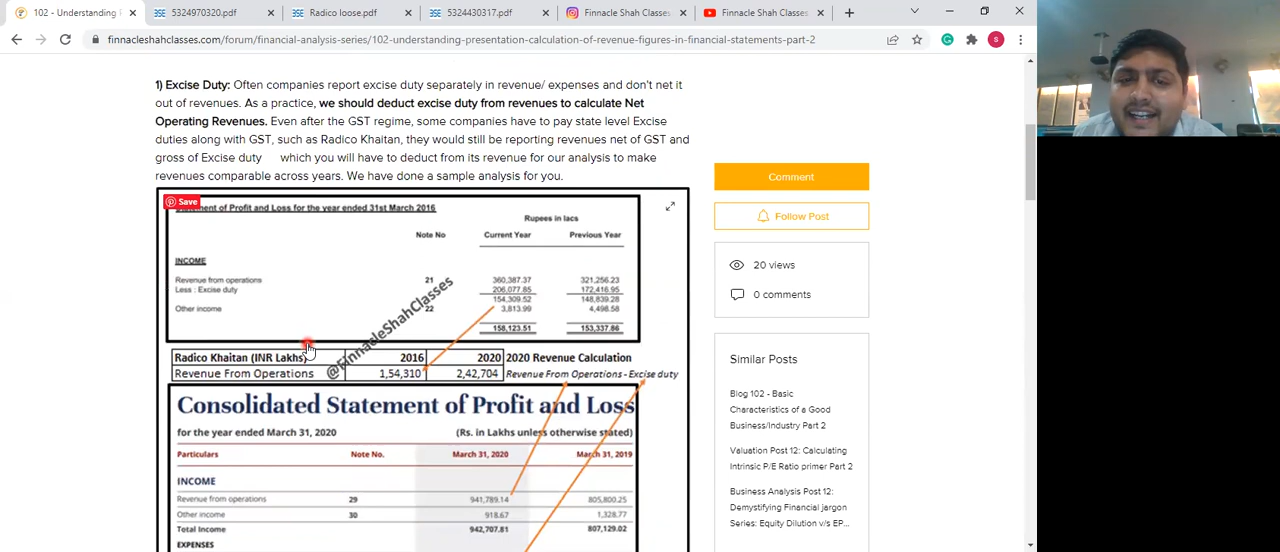 102 - Understanding
5324970320.pdf
Radico loose.pdf
5324430317.pdf
Finnacle Shah Classes
Finnacle Shah Classes
finnacleshahclasses.com/forum/financial-analysis-series/102-understanding-presentation-calculation-of-revenue-figures-in-financial-statements-part-2
S
1) Excise Duty: Often companies report excise duty separately in revenue/ expenses and don't net it
out of revenues. As a practice, we should deduct excise duty from revenues to calculate Net
Operating Revenues. Even after the GST regime, some companies have to pay state level Excise
duties along with GST, such as Radico Khaitan, they would still be reporting revenues net of GST and
gross of Excise duty which you will have to deduct from its revenue for our analysis to make
revenues comparable across years. We have done a sample analysis for you.
Save
Statement of Profit and Loss for the year ended 31st March 2016
Rupees in lacs
Note No Current Year Previous Year
INCOME
Revenue from operations 21 360,387.37 321,256.23
Less : Excise duty 206,077.85 172,416.95
154,309.52 148,839.28
Other income 22 3,813.99 4,498.58
158,123.51 153,337.86
@FinnacleShahClasses
Radico Khaitan (INR Lakhs) 2016 2020 2020 Revenue Calculation
Revenue From Operations 1,54,310 2,42,704 Revenue From Operations - Excise duty
Consolidated Statement of Profit and Loss
for the year ended March 31, 2020 (Rs. in Lakhs unless otherwise stated)
Particulars Note No. March 31, 2020 March 31, 2019
INCOME
Revenue from operations 29 941,789.14 805,800.25
Other income 30 918.67 1,328.77
Total Income 942,707.81 807,129.02
EXPENSES
Comment
Follow Post
20 views
0 comments
Similar Posts
Blog 102 - Basic
Characteristics of a Good
Business/Industry Part 2
Valuation Post 12: Calculating
Intrinsic P/E Ratio primer Part 2
Business Analysis Post 12:
Demystifying Financial jargon
Series: Equity Dilution v/s EP...